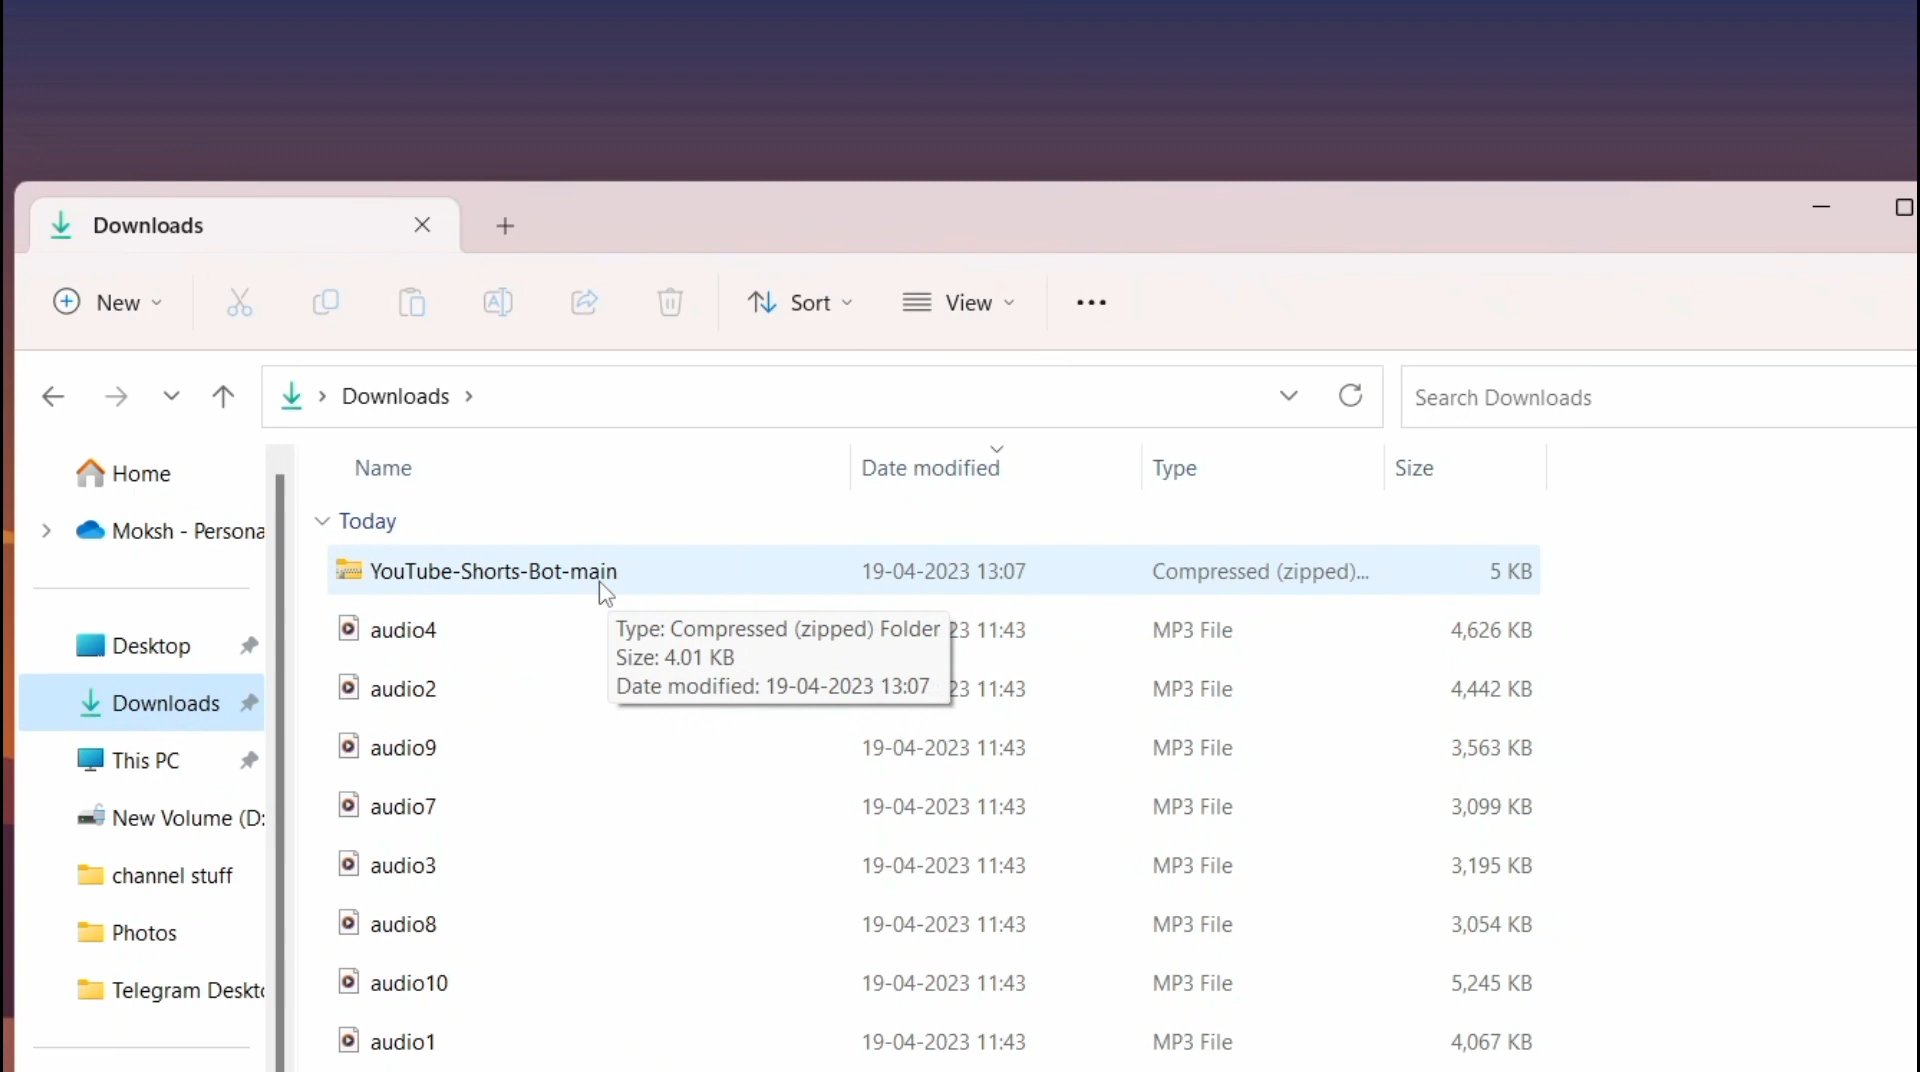 Downloads
New
Sort
View
Downloads
Search Downloads
Home
Moksh - Persona
Desktop
Downloads
This PC
New Volume (D:
channel stuff
Photos
Telegram Deskto
Name Date modified Type Size
Today
YouTube-Shorts-Bot-main 19-04-2023 13:07 Compressed (zipped)... 5 KB
audio4 23 11:43 MP3 File 4,626 KB
audio2 23 11:43 MP3 File 4,442 KB
Type: Compressed (zipped) Folder
Size: 4.01 KB
Date modified: 19-04-2023 13:07
audio9 19-04-2023 11:43 MP3 File 3,563 KB
audio7 19-04-2023 11:43 MP3 File 3,099 KB
audio3 19-04-2023 11:43 MP3 File 3,195 KB
audio8 19-04-2023 11:43 MP3 File 3,054 KB
audio10 19-04-2023 11:43 MP3 File 5,245 KB
audio1 19-04-2023 11:43 MP3 File 4,067 KB